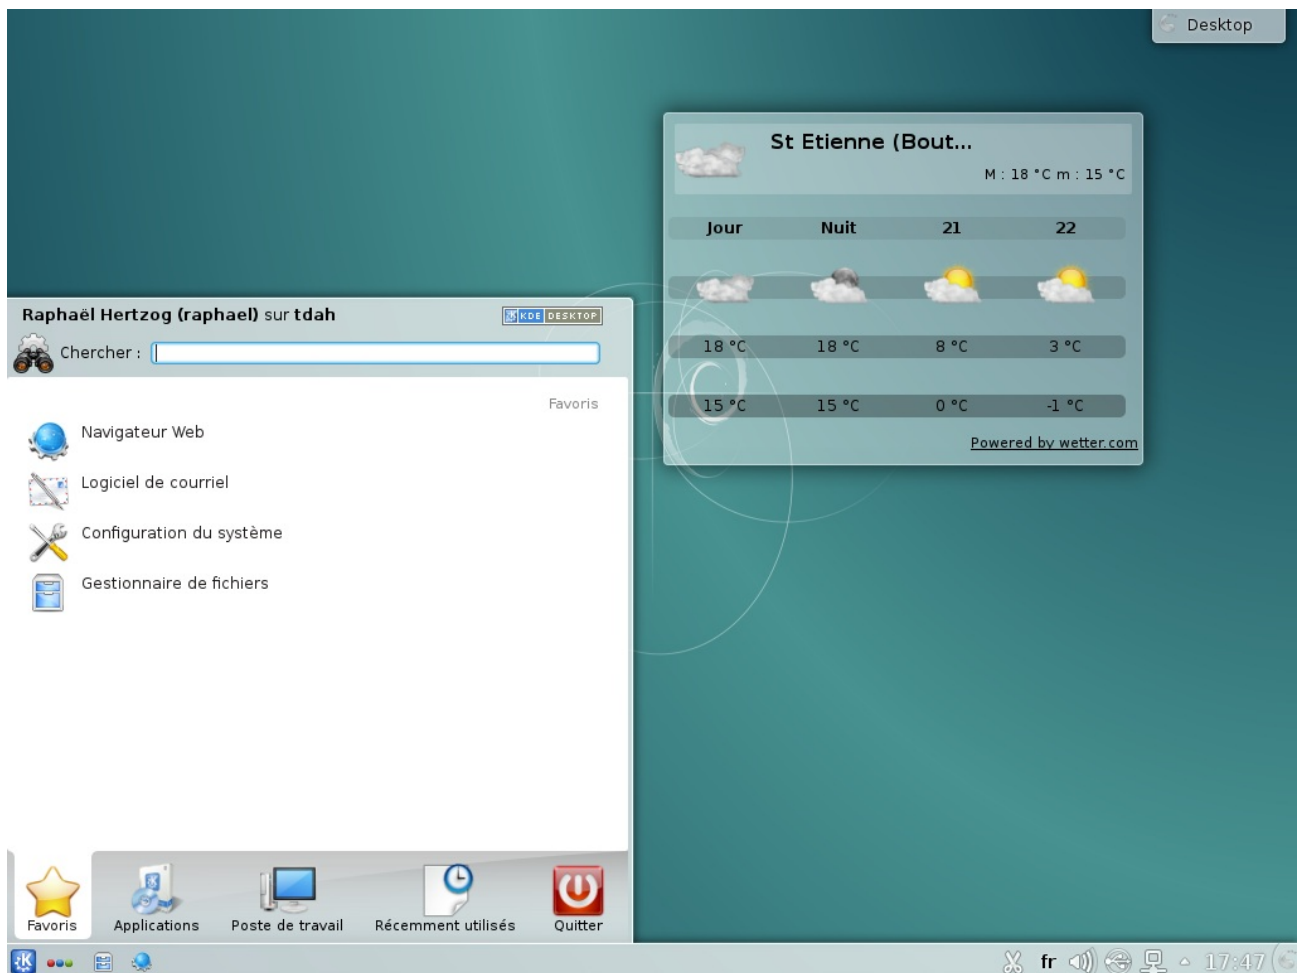 Desktop
St Etienne (Bout...
M : 18 °C m : 15 °C
Jour Nuit 21 22
18 °C 18 °C 8 °C 3 °C
15 °C 15 °C 0 °C -1 °C
Powered by wetter.com
Raphaël Hertzog (raphael) sur tdah
KDE DESKTOP
Chercher :
Favoris
Navigateur Web
Logiciel de courriel
Configuration du système
Gestionnaire de fichiers
Favoris Applications Poste de travail Récemment utilisés Quitter
fr 17:47